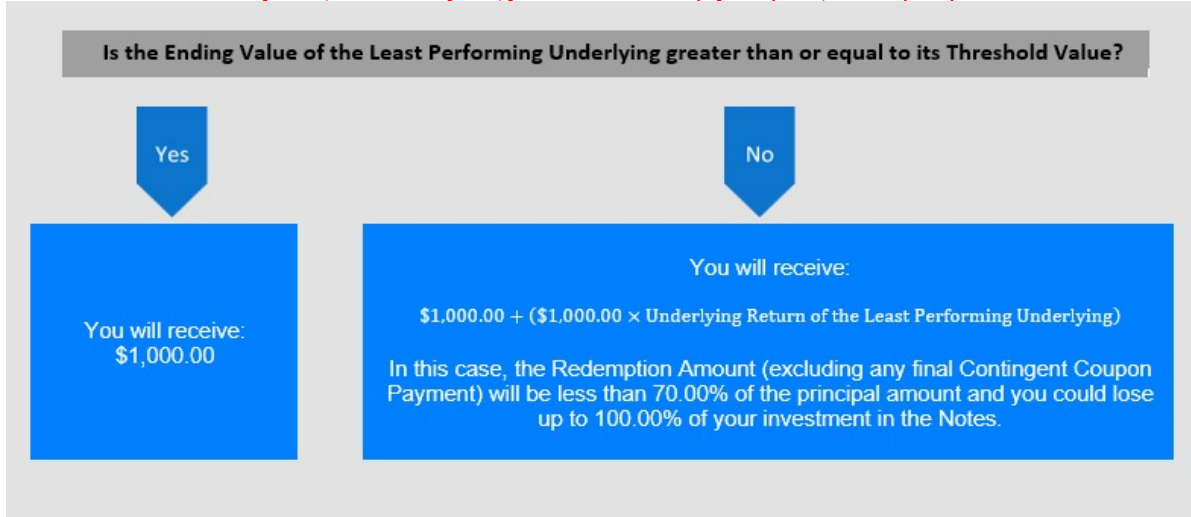 Is the Ending Value of the Least Performing Underlying greater than or equal to its Threshold Value?
Yes
No
You will receive:
$1,000.00
You will receive:
$1,000.00 + ($1,000.00 × Underlying Return of the Least Performing Underlying)
In this case, the Redemption Amount (excluding any final Contingent Coupon
Payment) will be less than 70.00% of the principal amount and you could lose
up to 100.00% of your investment in the Notes.